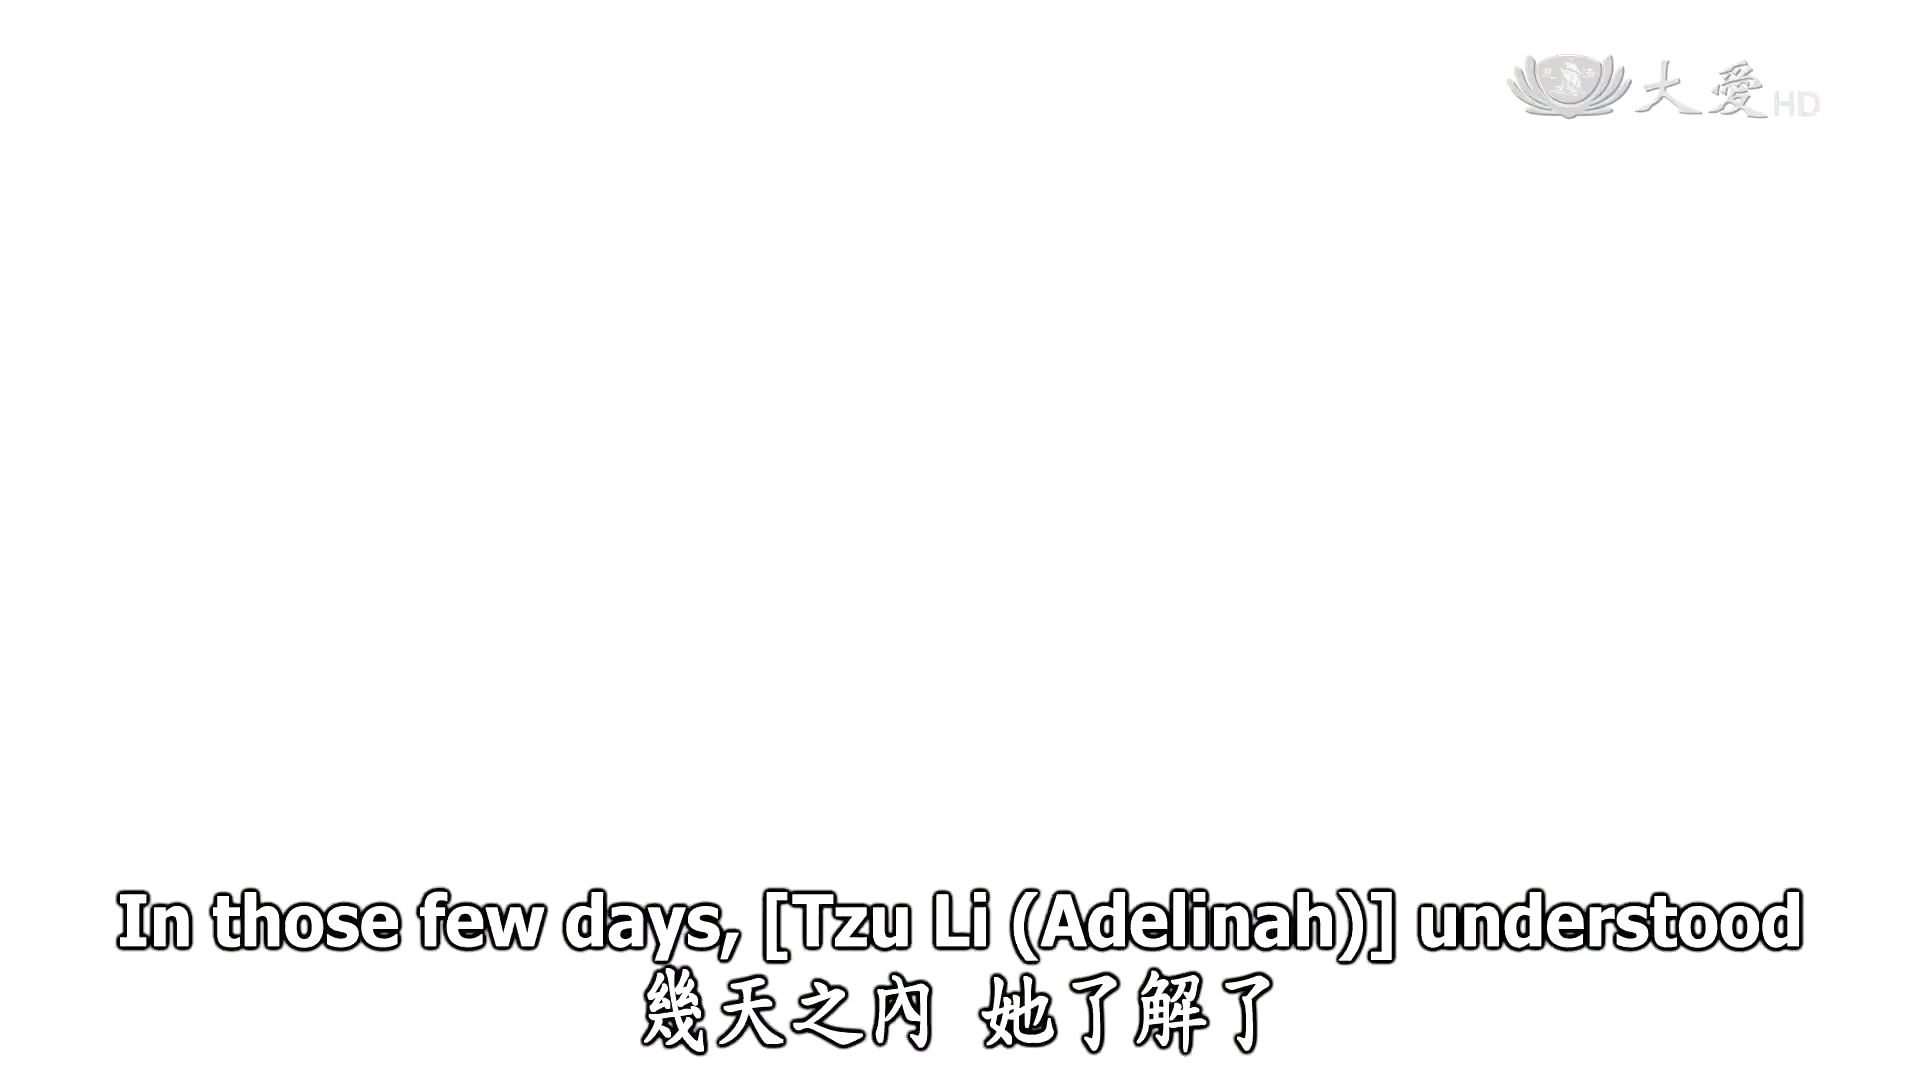 大愛HD
In those few days, [Tzu Li (Adelinah)] understood
幾天之內 她了解了